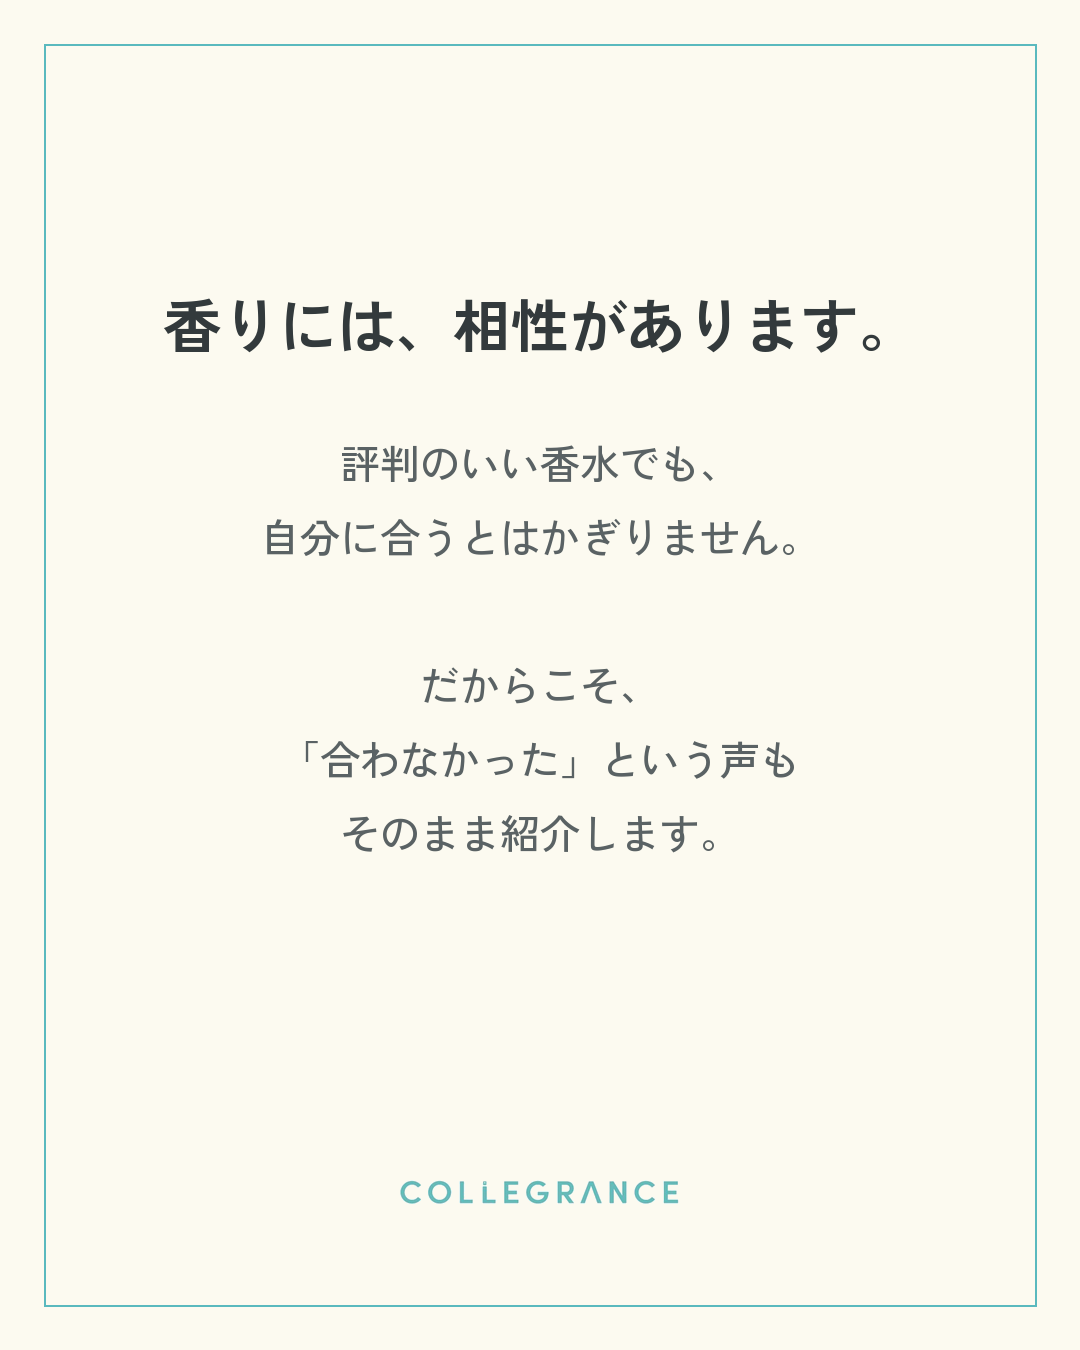 香りには、相性があります。
評判のいい香水でも、
自分に合うとはかぎりません。
だからこそ、
「合わなかった」という声も
そのまま紹介します。
COLLEGRANCE